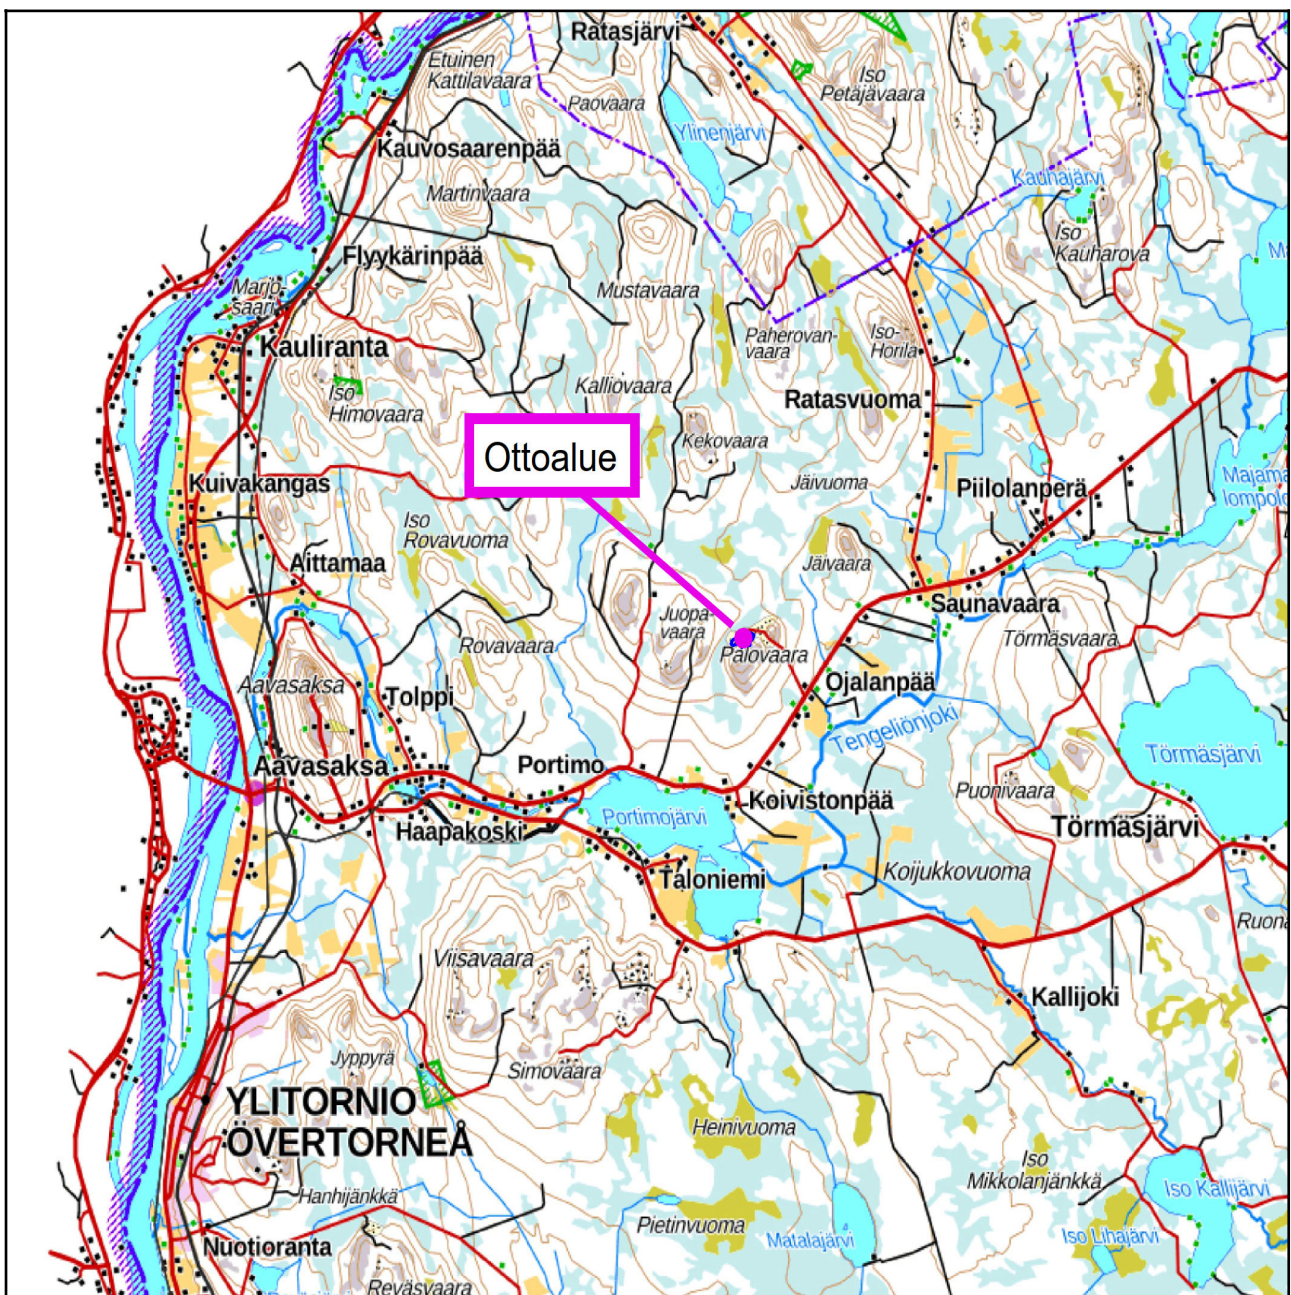 Ratasjärvi
Etuinen
Kattilavaara
Iso
Petäjävaara
Paovaara
Ylinenjärvi
Kauvosaarenpää
Kauhajärvi
Martinvaara
Iso
Kauharova
Flyykärinpää
Marjo-
saari
Mustavaara
Paherovan-
vaara
Iso-
Horila
Kauliranta
Iso
Himovaara
Kalliovaara
Ratasvuoma
Ottoalue
Kekovaara
Kuivakangas
Jäivuoma
Piilolanperä
Majama
lompolo
Iso
Rovavuoma
Aittamaa
Jäivaara
Juopa-
vaara
Saunavaara
Rovavaara
Palovaara
Törmäsvaara
Aavasaksa
Tolppi
Ojalanpää
Tengeliönjoki
Törmäsjärvi
Aavasaksa
Portimo
Puonivaara
Koivistonpää
Portimojärvi
Haapakoski
Törmäsjärvi
Taloniemi
Koijukkovuoma
Ruona
Viisavaara
Kallijoki
Jyppyrä
Simovaara
YLITORNIO
ÖVERTORNEÅ
Heinivuoma
Iso
Mikkolanjänkkä
Iso Kallijärvi
Hanhijänkkä
Pietinvuoma
Matalajärvi
Iso Lihajärvi
Nuotioranta
Reväsvaara